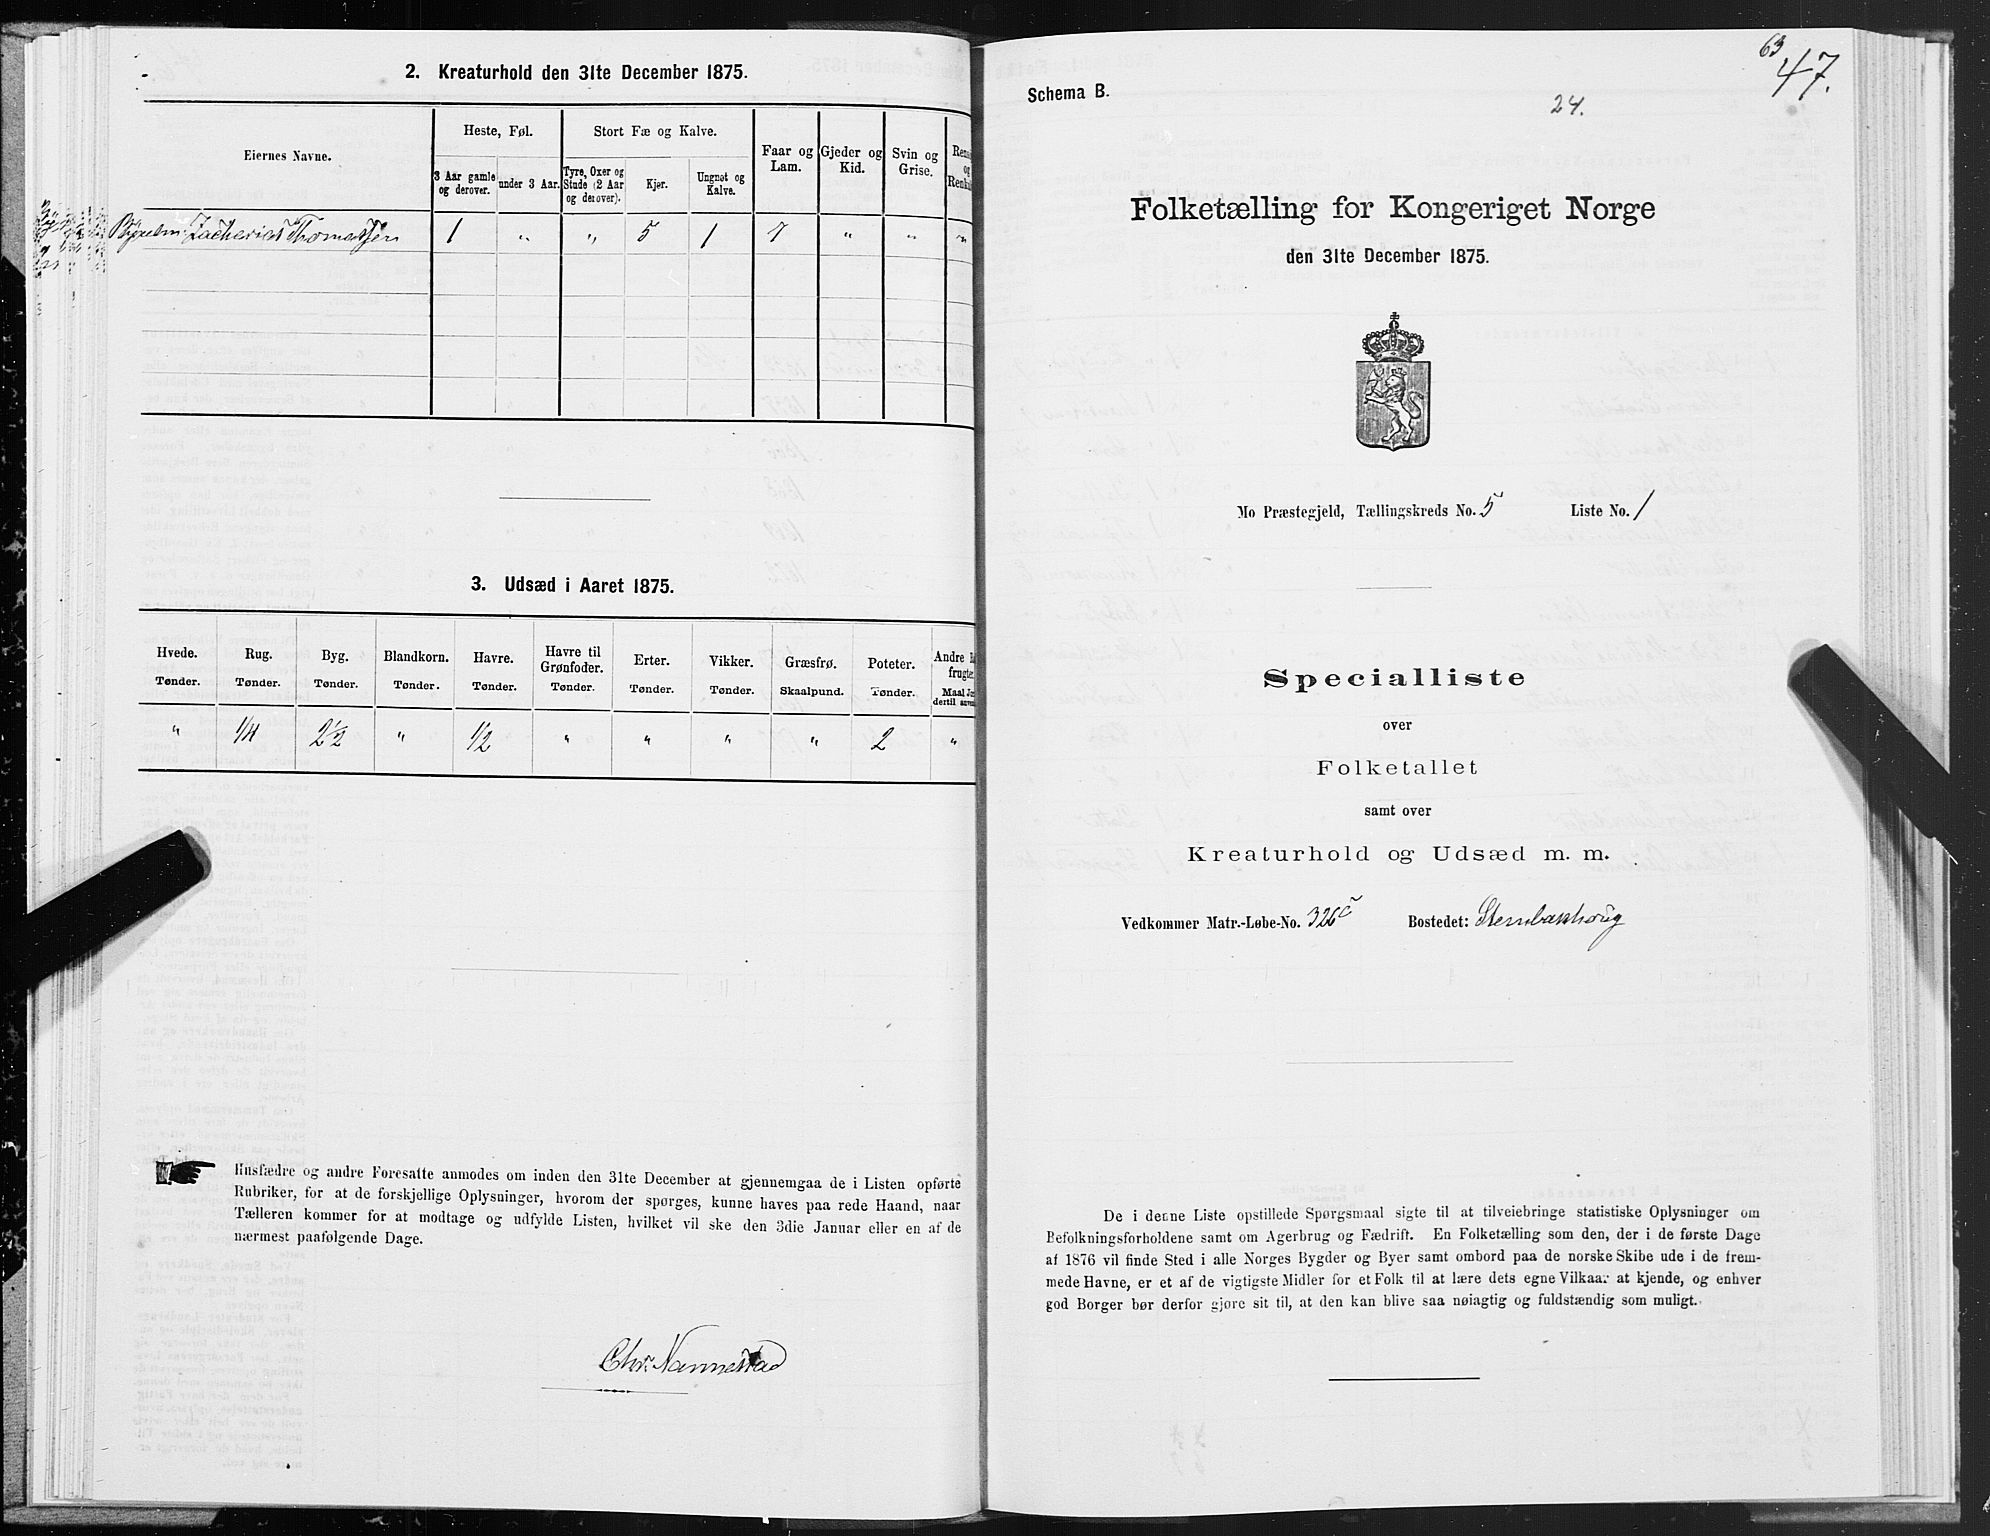 2. Kreaturhold den 31te December 1875.
Eiernes Navne.
Heste, Føl.
Stort Fæ og Kalve.
3 Aar gamle og derover.
under 3 Aar.
Tyre, Oxer og Stude (2 Aar og derover).
Kjør.
Ungnøt og Kalve.
Faar og Lam.
Gjeder og Kid.
Svin og Grise.
Zacherias Thomassen 1 " " 5 1 7 " " "
3. Udsæd i Aaret 1875.
Hvede. Rug. Byg. Blandkorn. Havre. Havre til Grønfoder. Erter. Vikker. Græsfrø. Poteter. Andre
Tønder. Tønder. Tønder. Tønder. Tønder. Tønder. Tønder. Tønder. Skaalpund. Tønder.
" 1/4 2 1/2 " 1/2 " " " " 2 "
Husfædre og andre Foresatte anmodes om inden den 31te December at gjennemgaa de i Listen opførte
Rubriker, for at de forskjellige Oplysninger, hvorom der spørges, kunne haves paa rede Haand, naar
Tælleren kommer for at modtage og udfylde Listen, hvilket vil ske den 3die Januar eller en af de
nærmest paafølgende Dage.
Chr. Nannestad
63
47.
Schema B.
24.
Folketælling for Kongeriget Norge
den 31te December 1875.
Mo Præstegjeld, Tællingskreds No. 5 Liste No. 1
Specialliste
over
Folketallet
samt over
Kreaturhold og Udsæd m. m.
Vedkommer Matr.-Løbe-No. 326c Bostedet: Stenbækhoug
De i denne Liste opstillede Spørgsmaal sigte til at tilveiebringe statistiske Oplysninger om
Befolkningsforholdene samt om Agerbrug og Fædrift. En Folketælling som den, der i de første Dage
af 1876 vil finde Sted i alle Norges Bygder og Byer samt ombord paa de norske Skibe ude i de frem-
mede Havne, er et af de vigtigste Midler for et Folk til at lære dets egne Vilkaar at kjende, og enhver
god Borger bør derfor gjøre sit til, at den kan blive saa nøiagtig og fuldstændig som muligt.